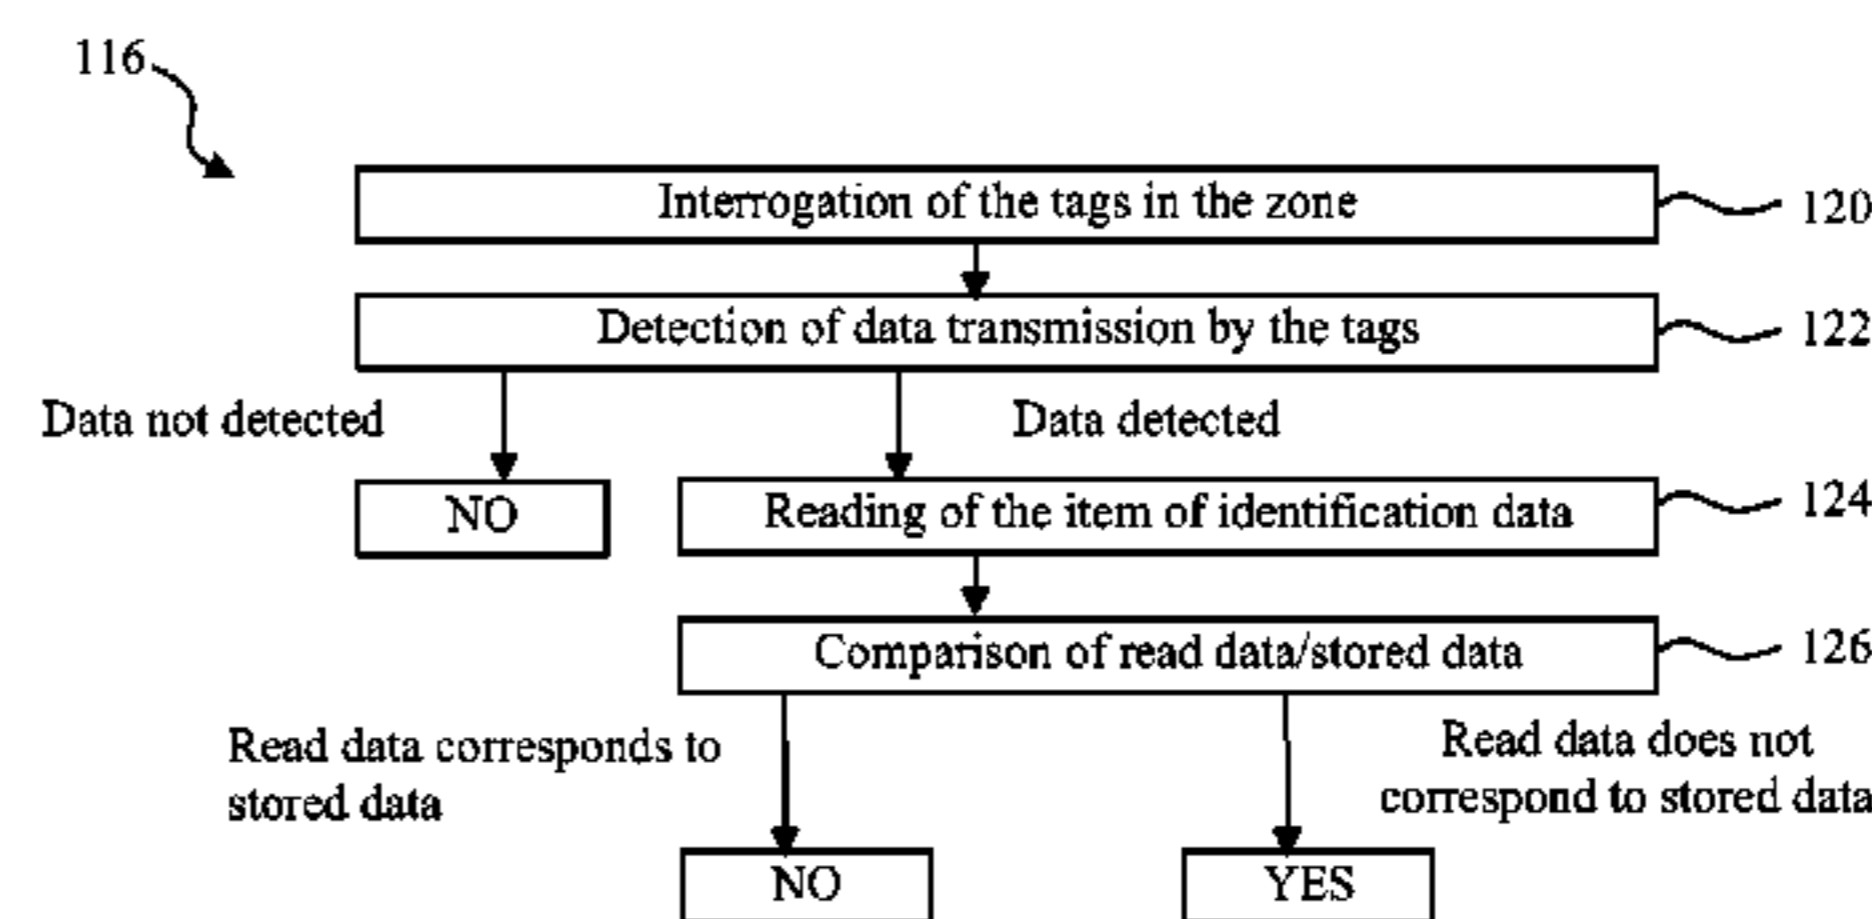 116
Interrogation of the tags in the zone
120
Detection of data transmission by the tags
122
Data not detected
Data detected
NO
Reading of the item of identification data
124
Comparison of read data/stored data
126
Read data corresponds to
stored data
Read data does not
correspond to stored data
NO
YES